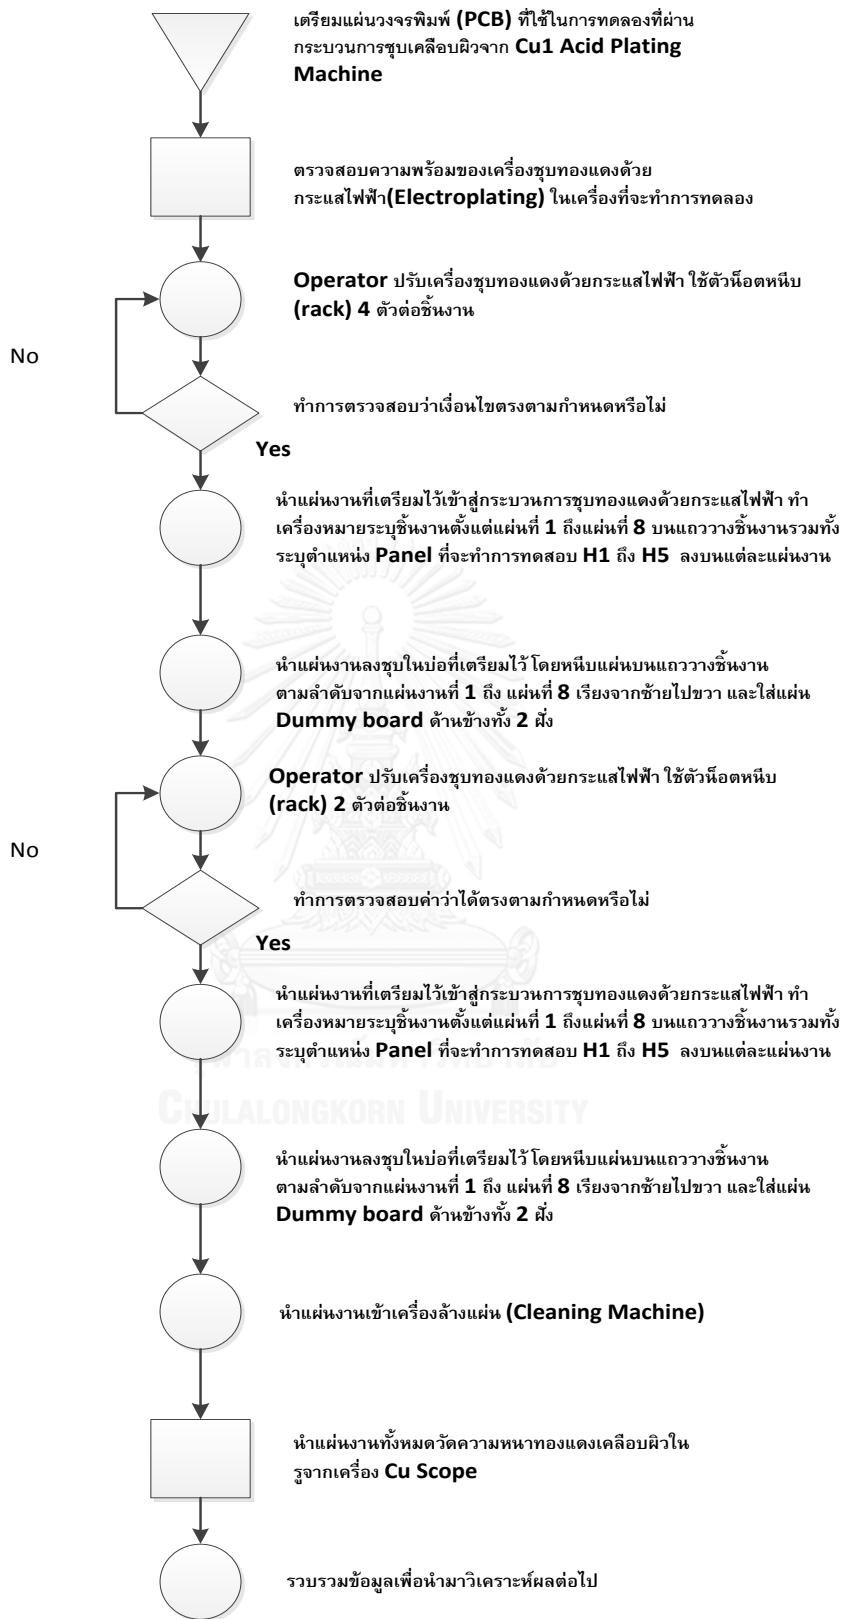 เตรียมแผ่นวงจรพิมพ์ (PCB) ที่ใช้ในการทดลองที่ผ่าน
กระบวนการชุบเคลือบผิวจาก Cu1 Acid Plating
Machine
ตรวจสอบความพร้อมของเครื่องชุบทองแดงด้วย
กระแสไฟฟ้า(Electroplating) ในเครื่องที่จะทำการทดลอง
Operator ปรับเครื่องชุบทองแดงด้วยกระแสไฟฟ้า ใช้ตัวน็อตหนีบ
(rack) 4 ตัวต่อชิ้นงาน
No
ทำการตรวจสอบว่าเงื่อนไขตรงตามกำหนดหรือไม่
Yes
นำแผ่นงานที่เตรียมไว้เข้าสู่กระบวนการชุบทองแดงด้วยกระแสไฟฟ้า ทำ
เครื่องหมายระบุชิ้นงานตั้งแต่แผ่นที่ 1 ถึงแผ่นที่ 8 บนแถววางชิ้นงานรวมทั้ง
ระบุตำแหน่ง Panel ที่จะทำการทดสอบ H1 ถึง H5 ลงบนแต่ละแผ่นงาน
นำแผ่นงานลงชุบในบ่อที่เตรียมไว้ โดยหนีบแผ่นบนแถววางชิ้นงาน
ตามลำดับจากแผ่นงานที่ 1 ถึง แผ่นที่ 8 เรียงจากซ้ายไปขวา และใส่แผ่น
Dummy board ด้านข้างทั้ง 2 ฝั่ง
Operator ปรับเครื่องชุบทองแดงด้วยกระแสไฟฟ้า ใช้ตัวน็อตหนีบ
(rack) 2 ตัวต่อชิ้นงาน
No
ทำการตรวจสอบค่าว่าได้ตรงตามกำหนดหรือไม่
Yes
นำแผ่นงานที่เตรียมไว้เข้าสู่กระบวนการชุบทองแดงด้วยกระแสไฟฟ้า ทำ
เครื่องหมายระบุชิ้นงานตั้งแต่แผ่นที่ 1 ถึงแผ่นที่ 8 บนแถววางชิ้นงานรวมทั้ง
ระบุตำแหน่ง Panel ที่จะทำการทดสอบ H1 ถึง H5 ลงบนแต่ละแผ่นงาน
จุฬาลงกรณ์มหาวิทยาลัย
CHULALONGKORN UNIVERSITY
นำแผ่นงานลงชุบในบ่อที่เตรียมไว้ โดยหนีบแผ่นบนแถววางชิ้นงาน
ตามลำดับจากแผ่นงานที่ 1 ถึง แผ่นที่ 8 เรียงจากซ้ายไปขวา และใส่แผ่น
Dummy board ด้านข้างทั้ง 2 ฝั่ง
นำแผ่นงานเข้าเครื่องล้างแผ่น (Cleaning Machine)
นำแผ่นงานทั้งหมดวัดความหนาทองแดงเคลือบผิวใน
รูจากเครื่อง Cu Scope
รวบรวมข้อมูลเพื่อนำมาวิเคราะห์ผลต่อไป